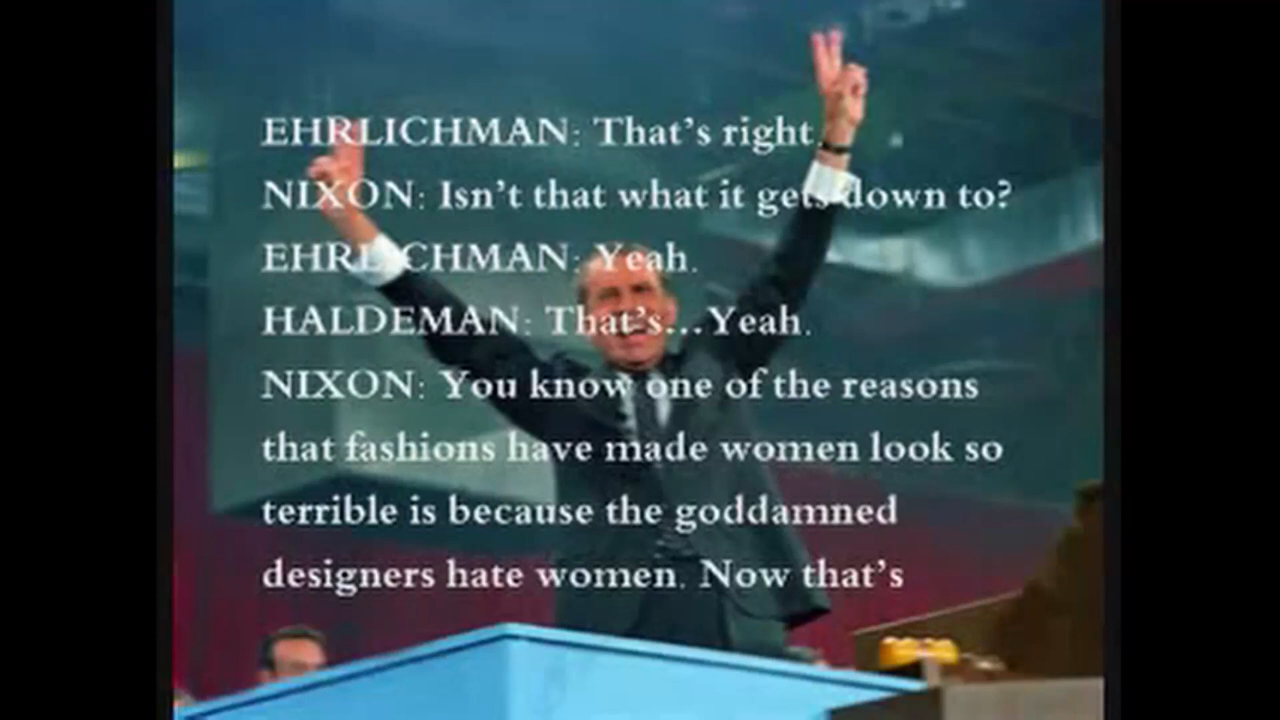 EHRLICHMAN: That's right.
NIXON: Isn't that what it gets down to?
EHRLICHMAN: Yeah.
HALDEMAN: That's...Yeah.
NIXON: You know one of the reasons
that fashions have made women look so
terrible is because the goddamned
designers hate women. Now that's